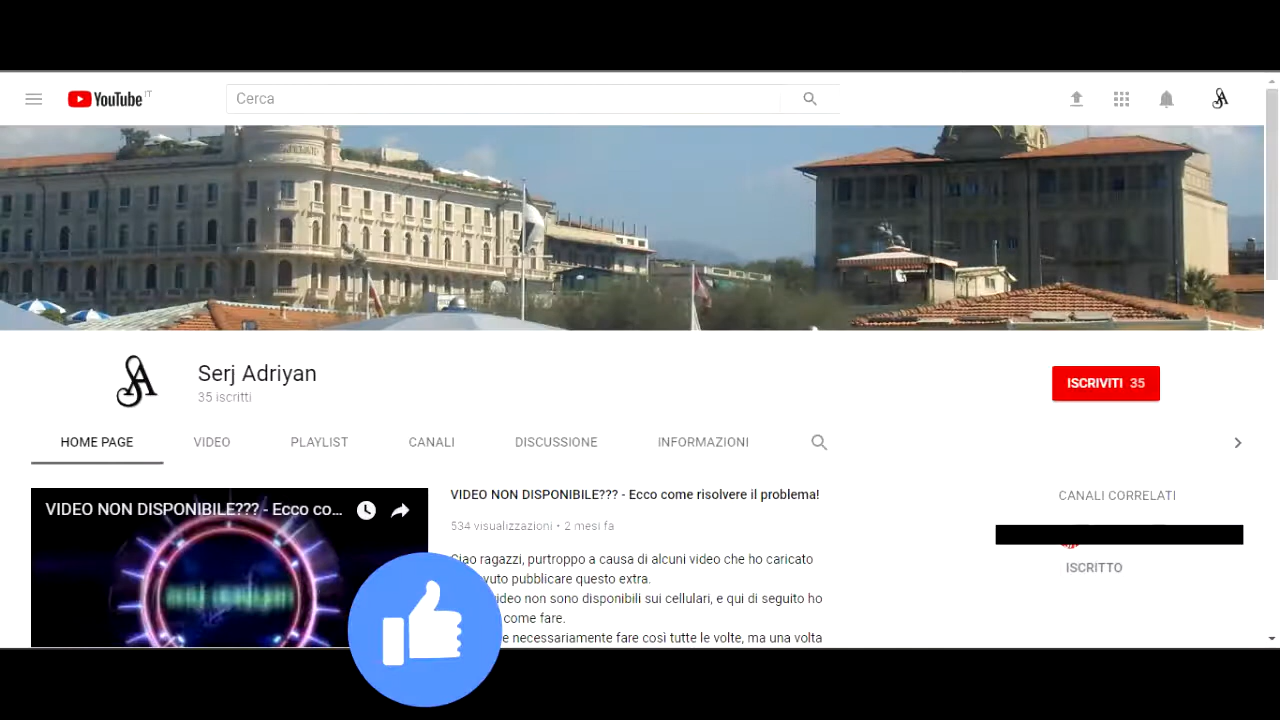 YouTube IT
Cerca
Serj Adriyan
35 iscritti
ISCRIVITI 35
HOME PAGE
VIDEO
PLAYLIST
CANALI
DISCUSSIONE
INFORMAZIONI
VIDEO NON DISPONIBILE??? - Ecco co...
VIDEO NON DISPONIBILE??? - Ecco come risolvere il problema!
534 visualizzazioni • 2 mesi fa
Ciao ragazzi, purtroppo a causa di alcuni video che ho caricato
vuto pubblicare questo extra.
ideo non sono disponibili sui cellulari, e qui di seguito ho
come fare.
e necessariamente fare così tutte le volte, ma una volta
CANALI CORRELATI
ISCRITTO